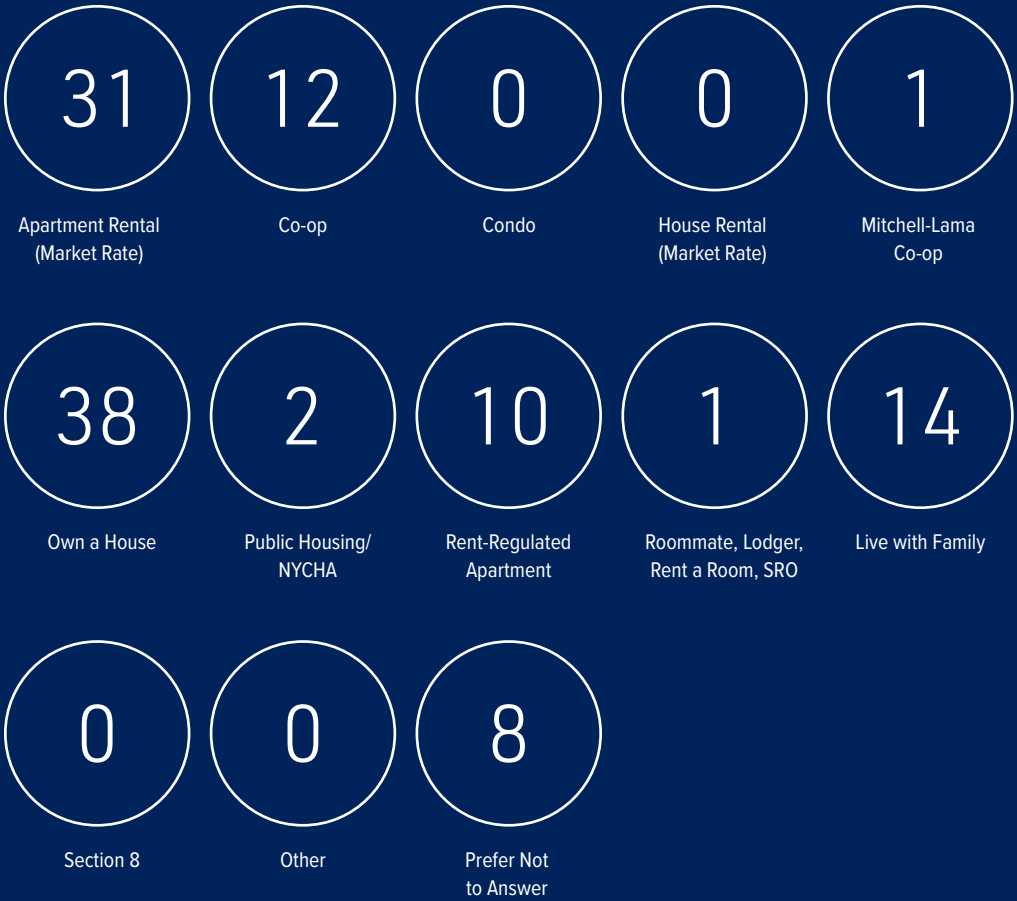 31
12
0
0
1
Apartment Rental
(Market Rate)
Co-op
Condo
House Rental
(Market Rate)
Mitchell-Lama
Co-op
38
2
10
1
14
Own a House
Public Housing/
NYCHA
Rent-Regulated
Apartment
Roommate, Lodger,
Rent a Room, SRO
Live with Family
0
0
8
Section 8
Other
Prefer Not
to Answer